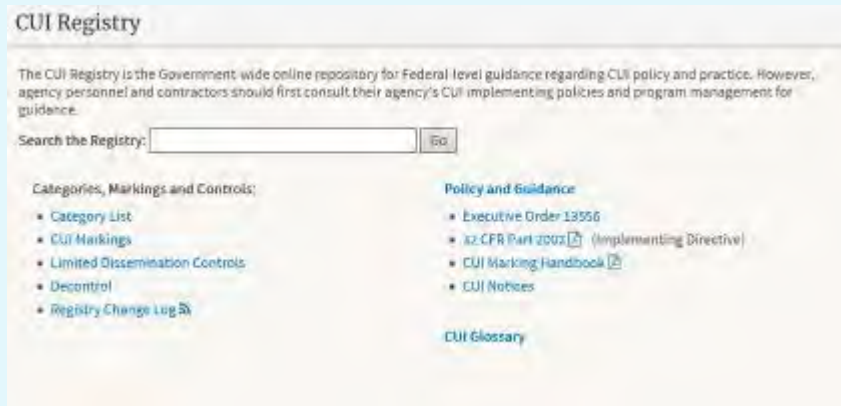 CUI Registry
The CUI Registry is the Government-wide online repository for Federal-level guidance regarding CUI policy and practice. However,
agency personnel and contractors should first consult their agency's CUI implementing policies and program management for
guidance.
Search the Registry: Go
Categories, Markings and Controls:
Category List
CUI Markings
Limited Dissemination Controls
Decontrol
Registry Change Log
Policy and Guidance
Executive Order 13556
32 CFR Part 2002 (Implementing Directive)
CUI Marking Handbook
CUI Notices
CUI Glossary